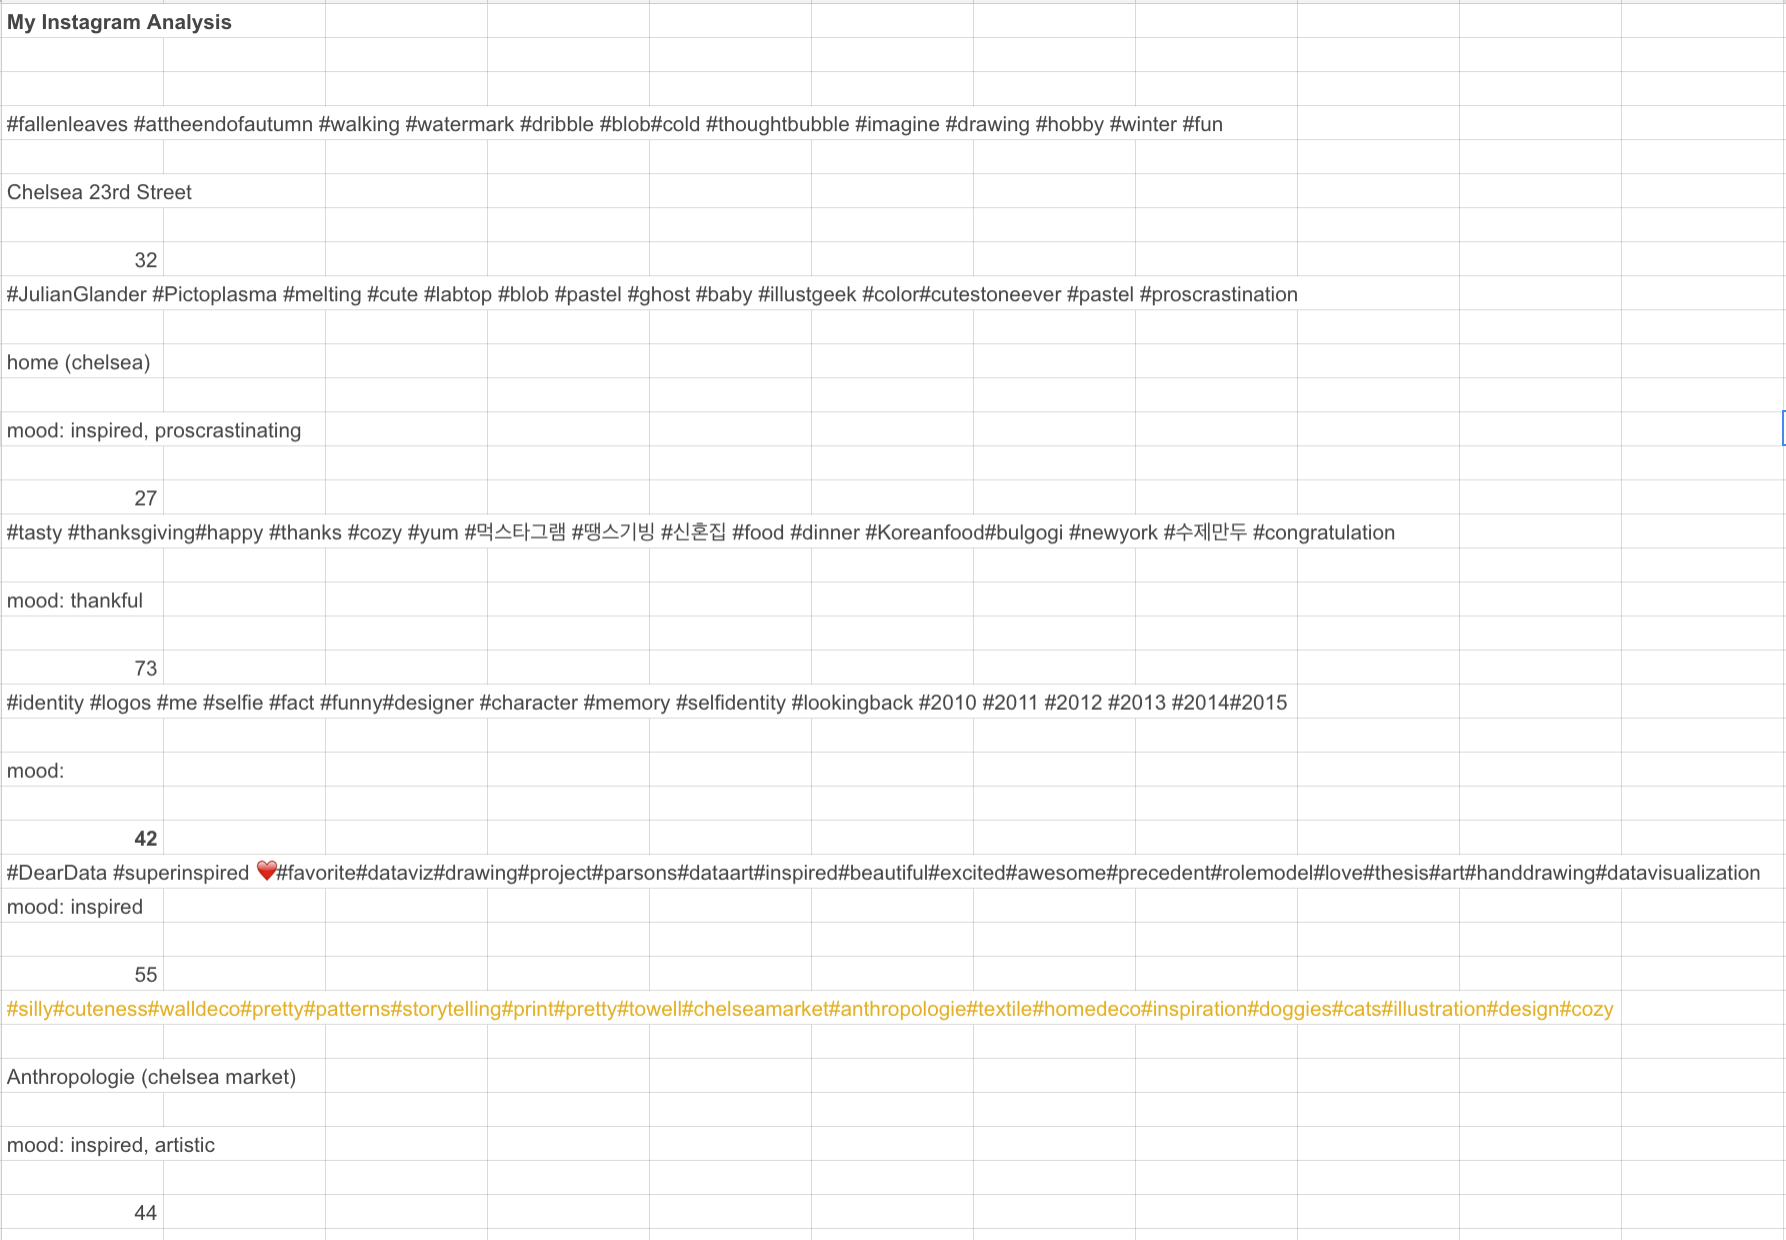 My Instagram Analysis
#fallenleaves #attheendofautumn #walking #watermark #dribble #blob#cold #thoughtbubble #imagine #drawing #hobby #winter #fun
Chelsea 23rd Street
32
#JulianGlander #Pictoplasma #melting #cute #labtop #blob #pastel #ghost #baby #illustgeek #color#cutestoneever #pastel #proscrastination
home (chelsea)
mood: inspired, proscrastinating
27
#tasty #thanksgiving#happy #thanks #cozy #yum #먹스타그램 #땡스기빙 #신혼집 #food #dinner #Koreanfood#bulgogi #newyork #수제만두 #congratulation
mood: thankful
73
#identity #logos #me #selfie #fact #funny#designer #character #memory #selfidentity #lookingback #2010 #2011 #2012 #2013 #2014#2015
mood:
42
#DearData #superinspired ❤️#favorite#dataviz#drawing#project#parsons#dataart#inspired#beautiful#excited#awesome#precedent#rolemodel#love#thesis#art#handdrawing#datavisualization
mood: inspired
55
#silly#cuteness#walldeco#pretty#patterns#storytelling#print#pretty#towell#chelseamarket#anthropologie#textile#homedeco#inspiration#doggies#cats#illustration#design#cozy
Anthropologie (chelsea market)
mood: inspired, artistic
44